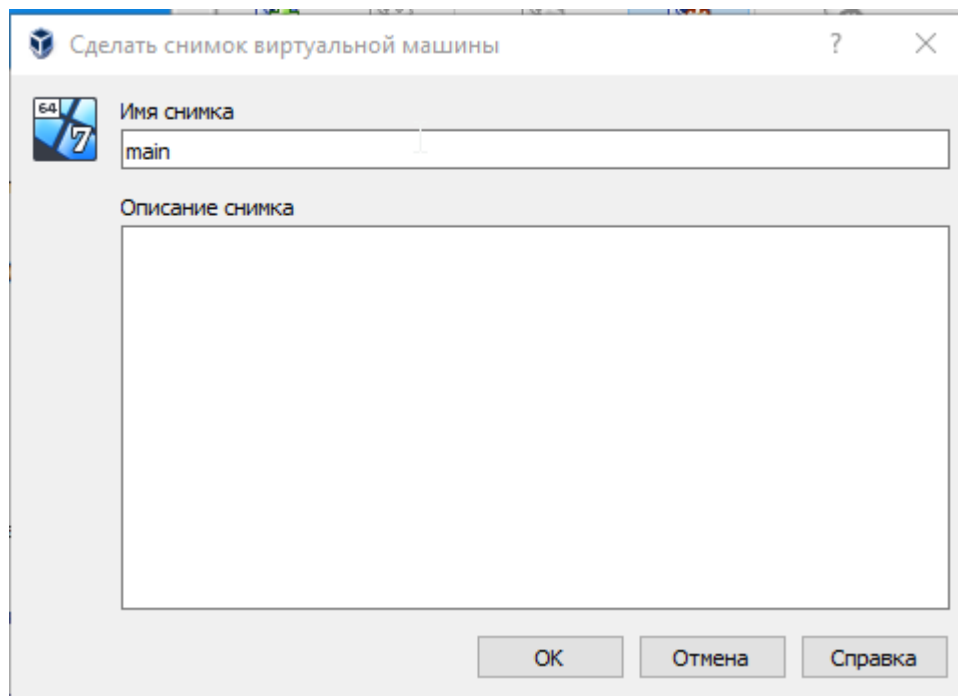 Сделать снимок виртуальной машины
?
64
7
Имя снимка
main
Описание снимка
OK
Отмена
Справка